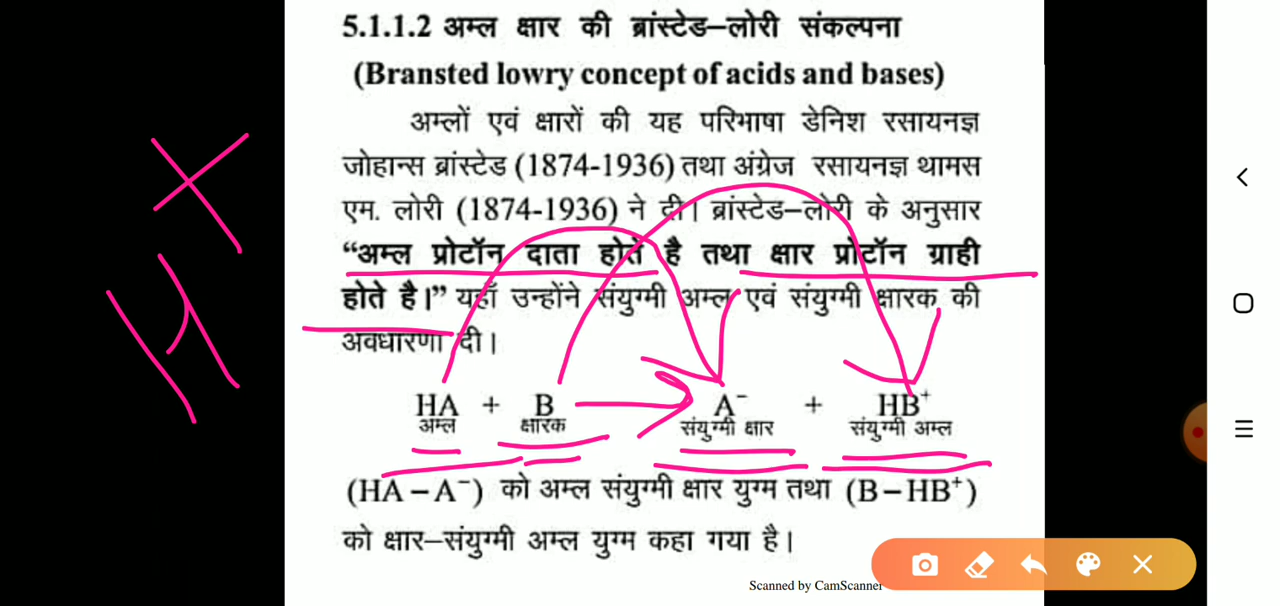 5.1.1.2 अम्ल क्षार की ब्रांस्टेड–लोरी संकल्पना
(Bransted lowry concept of acids and bases)
अम्लों एवं क्षारों की यह परिभाषा डेनिश रसायनज्ञ
जोहान्स ब्रांस्टेड (1874-1936) तथा अंग्रेज रसायनज्ञ थामस
एम. लोरी (1874-1936) ने दी। ब्रांस्टेड–लोरी के अनुसार
“अम्ल प्रोटॉन दाता होते है तथा क्षार प्रोटॉन ग्राही
होते है।” यहाँ उन्होंने संयुग्मी अम्ल एवं संयुग्मी क्षारक की
अवधारणा दी।
HA + B → A⁻ + HB⁺
अम्ल क्षारक संयुग्मी क्षार संयुग्मी अम्ल
(HA – A⁻) को अम्ल संयुग्मी क्षार युग्म तथा (B – HB⁺)
को क्षार–संयुग्मी अम्ल युग्म कहा गया है।
Scanned by CamScanner
H+